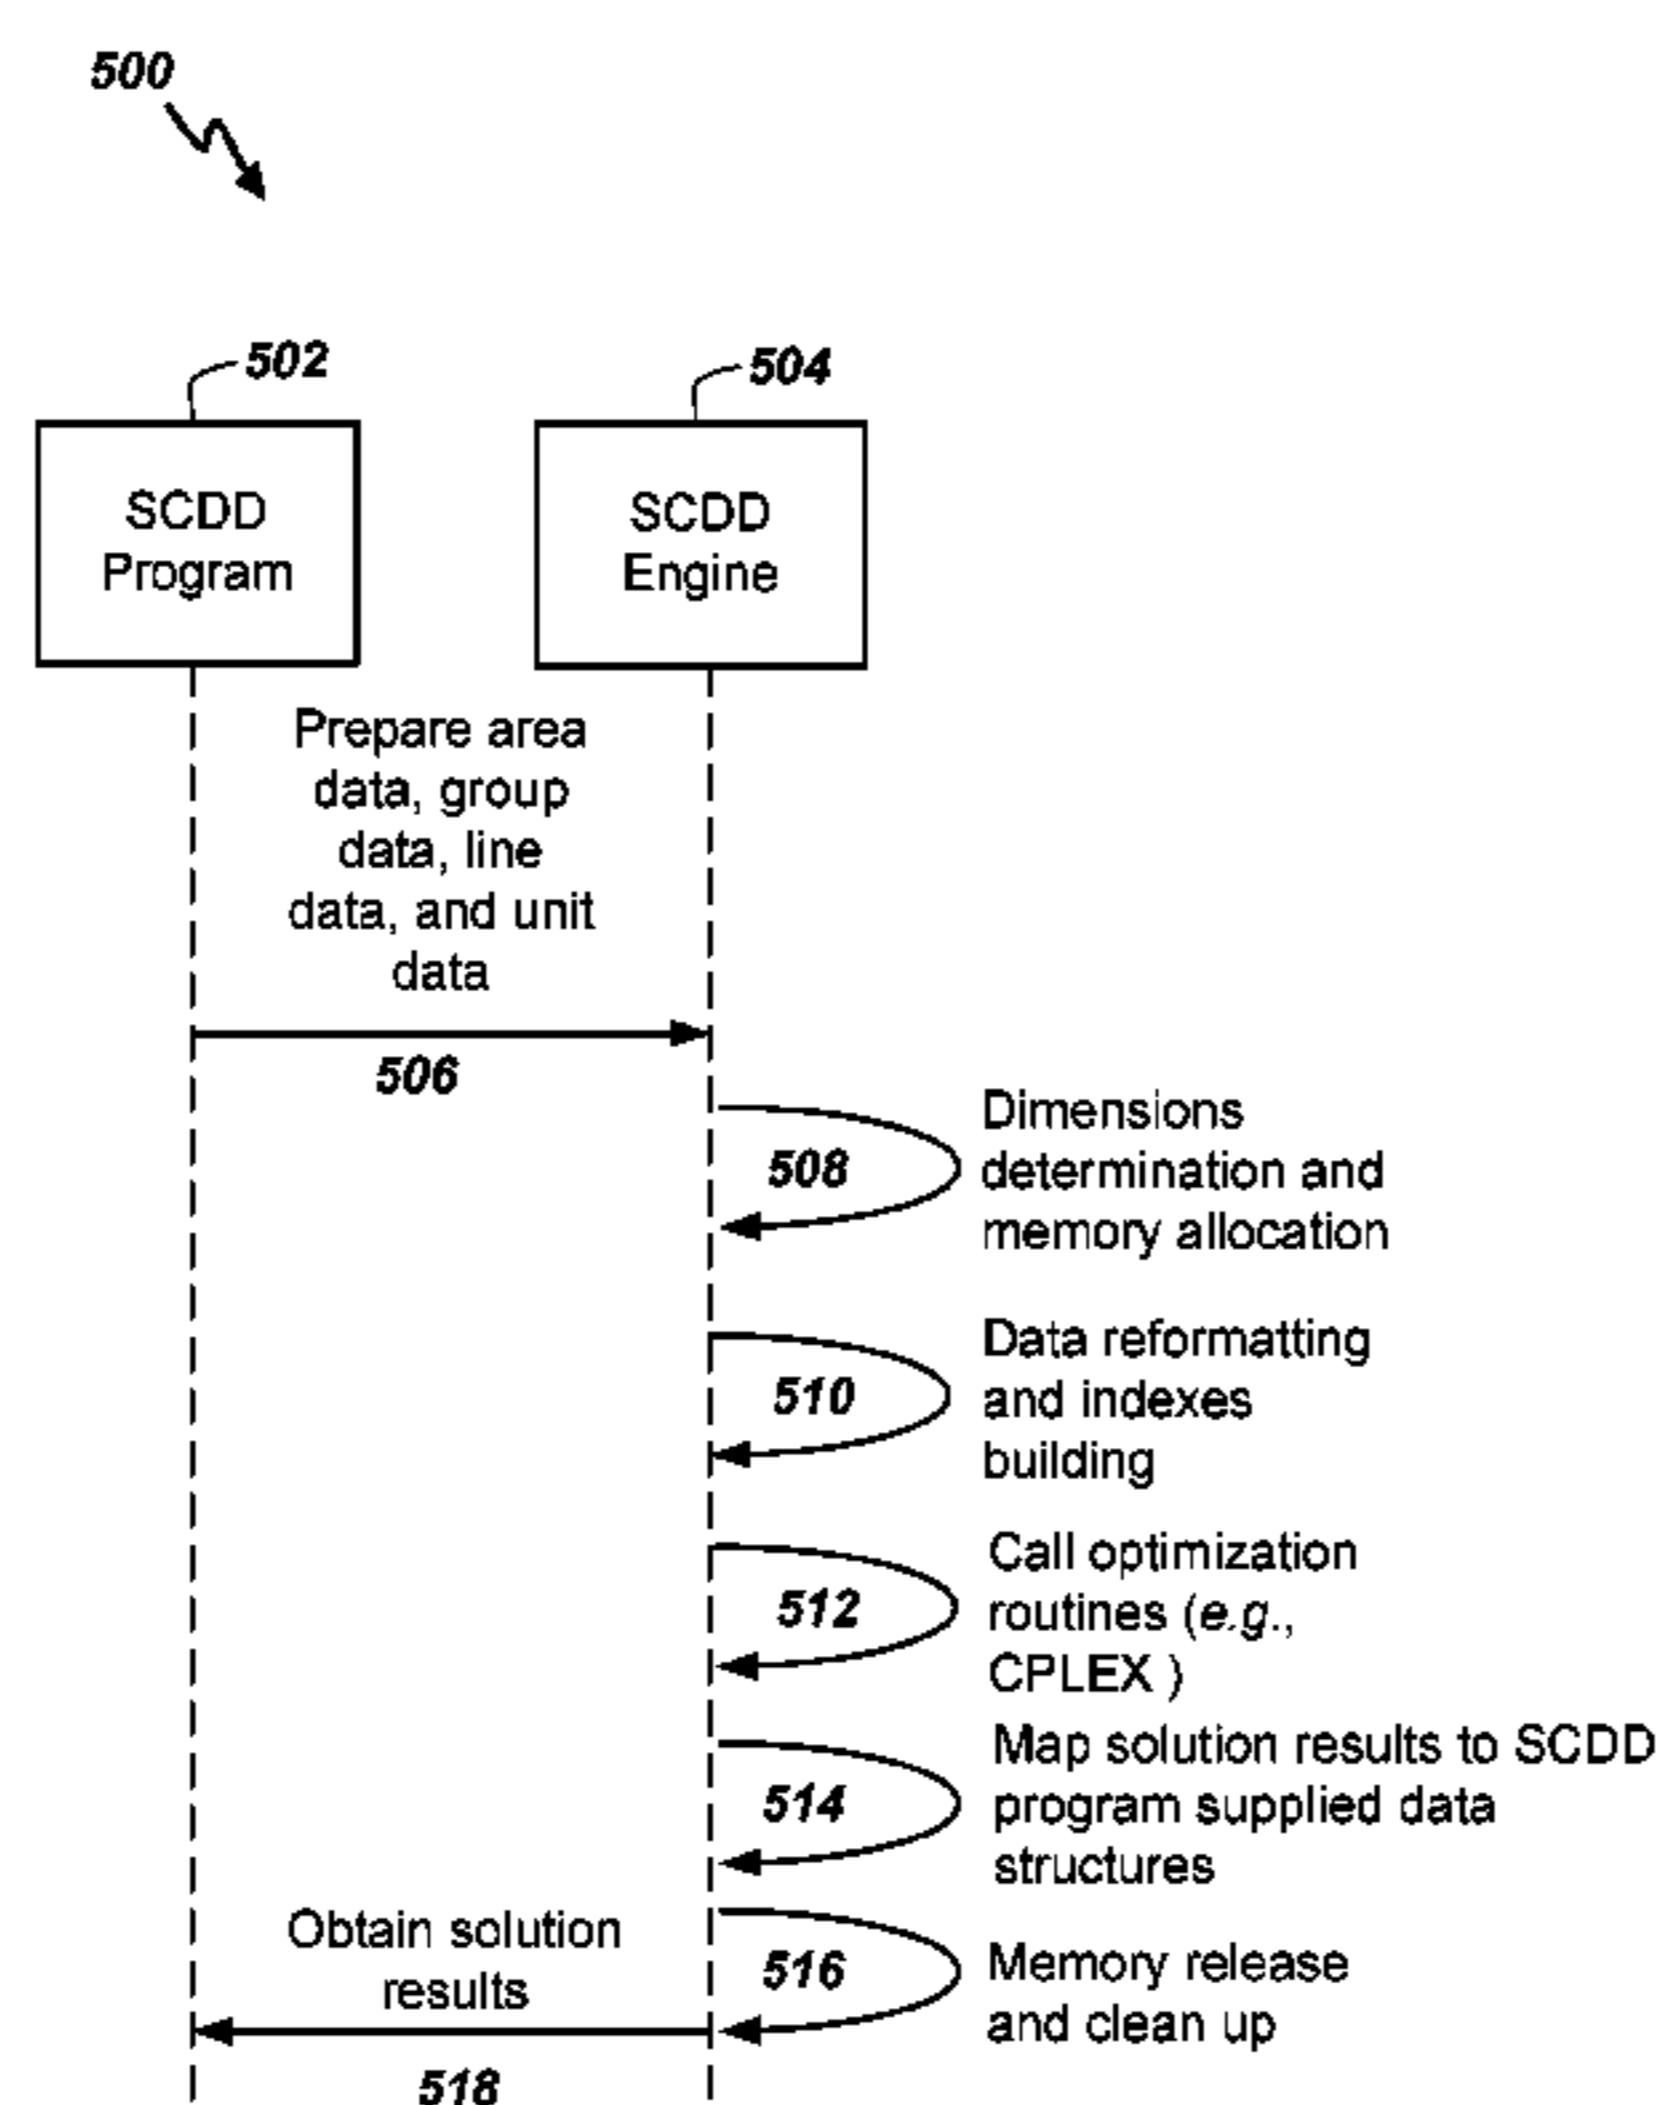 500
502
504
SCDD
Program
SCDD
Engine
Prepare area
data, group
data, line
data, and unit
data
506
508
Dimensions
determination and
memory allocation
510
Data reformatting
and indexes
building
512
Call optimization
routines (e.g.,
CPLEX )
514
Map solution results to SCDD
program supplied data
structures
Obtain solution
results
516
Memory release
and clean up
518